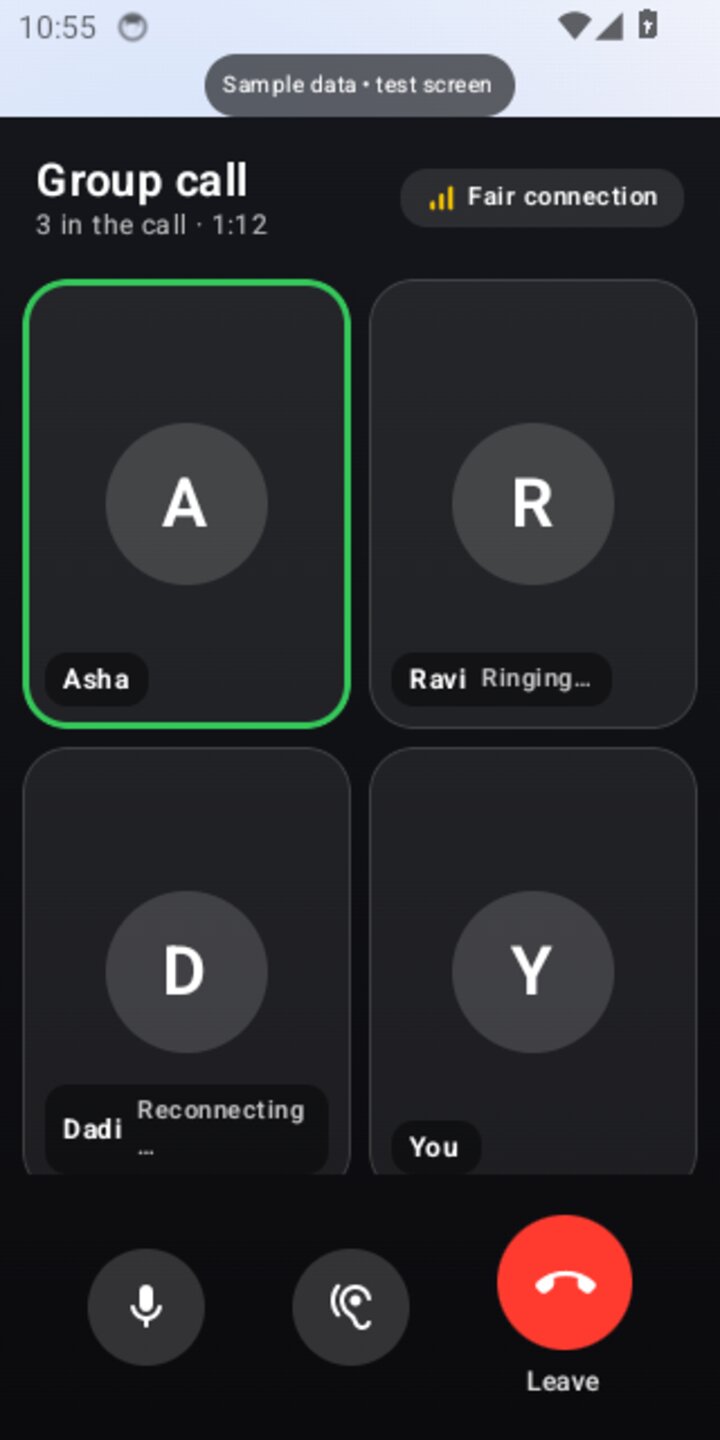 10:55
Sample data • test screen
Group call
3 in the call · 1:12
Fair connection
A
R
Asha
Ravi Ringing…
D
Y
Dadi Reconnecting
…
You
Leave